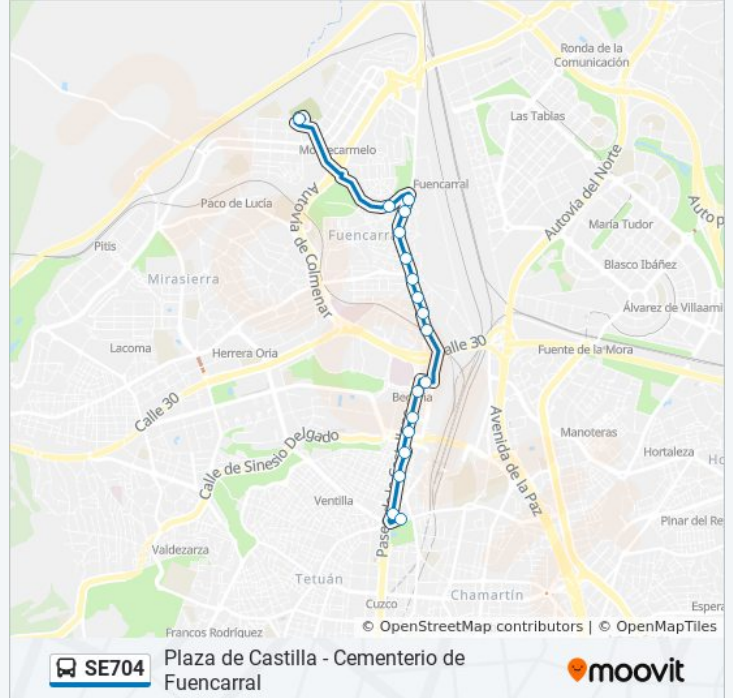 Ronda de la
Comunicación
Las Tablas
Montecarmelo
Fuencarral
Paco de Lucía
Autovía de Colmenar
Autovía del Norte
Auto p
Fuencarra
María Tudor
Pitis
Mirasierra
Blasco Ibáñez
Álvarez de Villaami
Lacoma
Herrera Oria
Calle 30
Fuente de la Mora
Calle 30
Begoña
Avenida de la Paz
Manoteras
Calle de Sinesio Delgado
Hortaleza
Ho
Ventilla
Pinar del Re
Valdezarza
Tetuán
Cuzco
Chamartín
Espera
Francos Rodríguez
© OpenStreetMap contributors | © OpenMapTiles
SE704
Plaza de Castilla - Cementerio de
Fuencarral
moovit